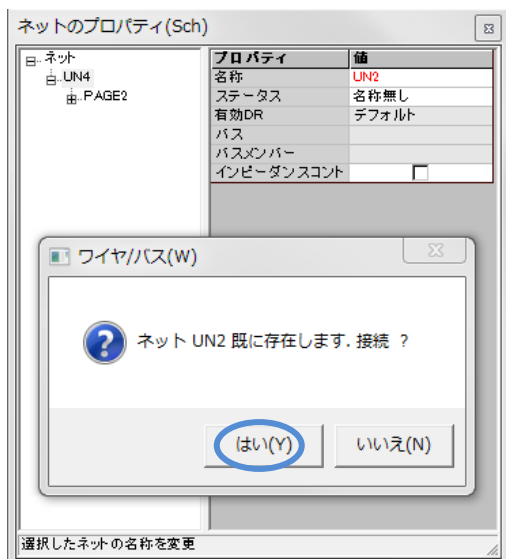 ネットのプロパティ(Sch)
ネット
UN4
PAGE2
プロパティ 値
名称 UN2
ステータス 名称無し
有効DR デフォルト
バス
バスメンバー
インピーダンスコント
ワイヤ/バス(W)
ネット UN2 既に存在します. 接続 ?
はい(Y) いいえ(N)
選択したネットの名称を変更